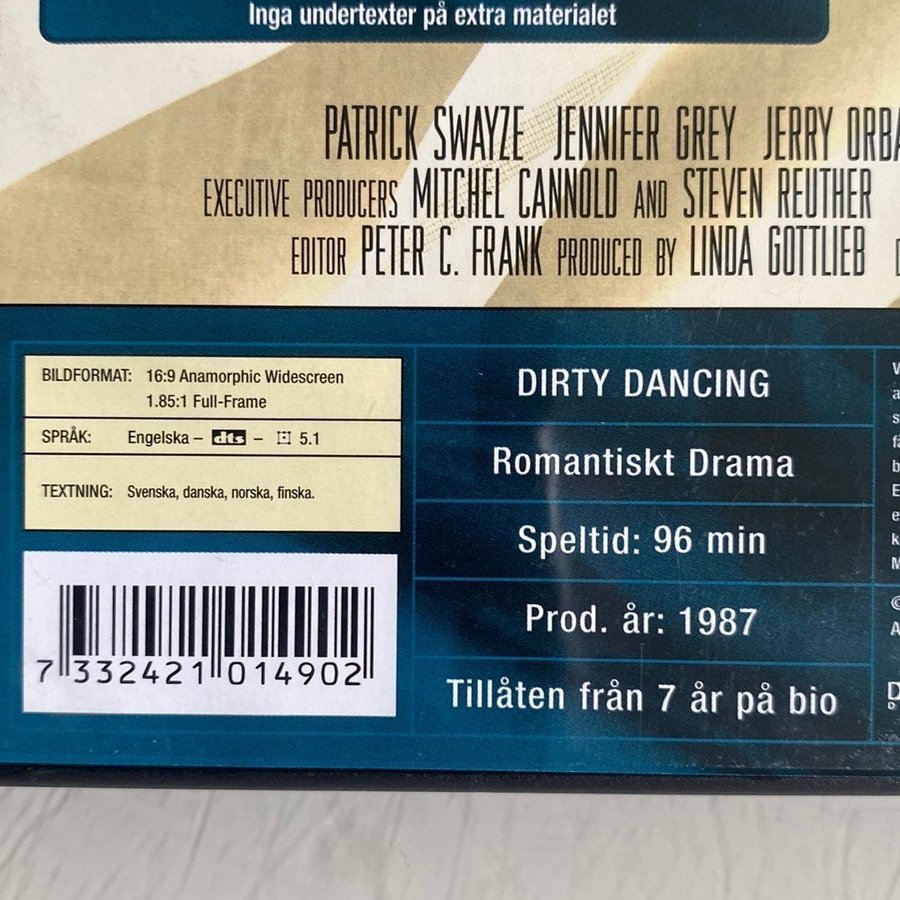 Inga undertexter på extra materialet
PATRICK SWAYZE JENNIFER GREY JERRY
EXECUTIVE PRODUCERS MITCHEL CANNOLD AND STEVEN REUTHER
EDITOR PETER C. FRANK PRODUCED BY LINDA GOTTLIEB
BILDFORMAT: 16:9 Anamorphic Widescreen
1.85:1 Full-Frame
SPRÅK: Engelska – dts – 5.1
TEXTNING: Svenska, danska, norska, finska.
7 332421 014902
DIRTY DANCING
Romantiskt Drama
Speltid: 96 min
Prod. år: 1987
Tillåten från 7 år på bio